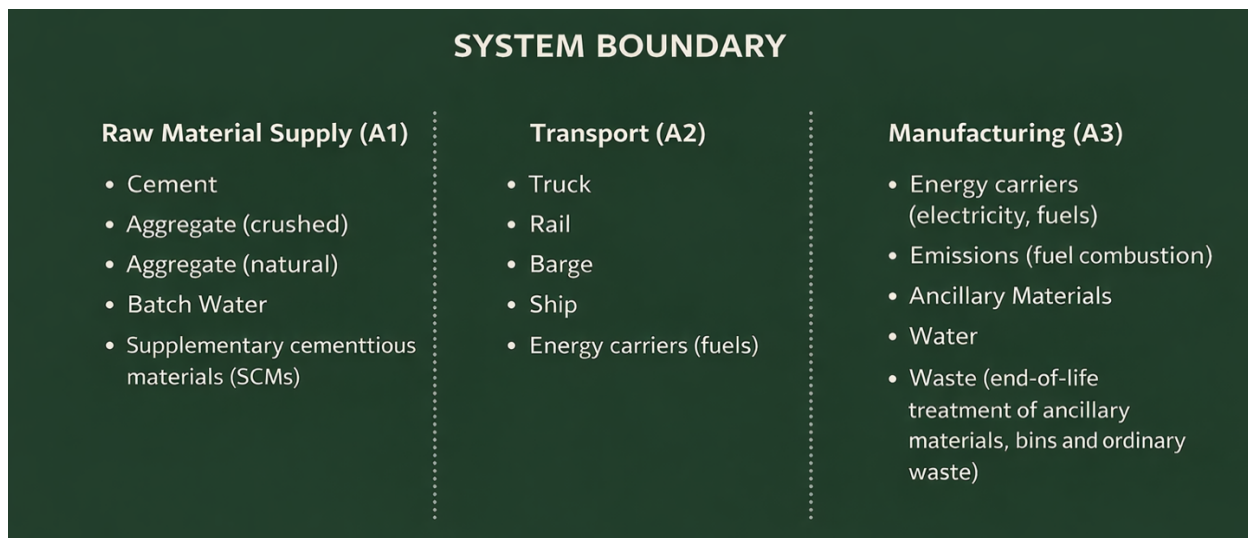 SYSTEM BOUNDARY
Raw Material Supply (A1)
• Cement
• Aggregate (crushed)
• Aggregate (natural)
• Batch Water
• Supplementary cementtious
materials (SCMs)
Transport (A2)
• Truck
• Rail
• Barge
• Ship
• Energy carriers (fuels)
Manufacturing (A3)
• Energy carriers
(electricity, fuels)
• Emissions (fuel combustion)
• Ancillary Materials
• Water
• Waste (end-of-life
treatment of ancillary
materials, bins and ordinary
waste)